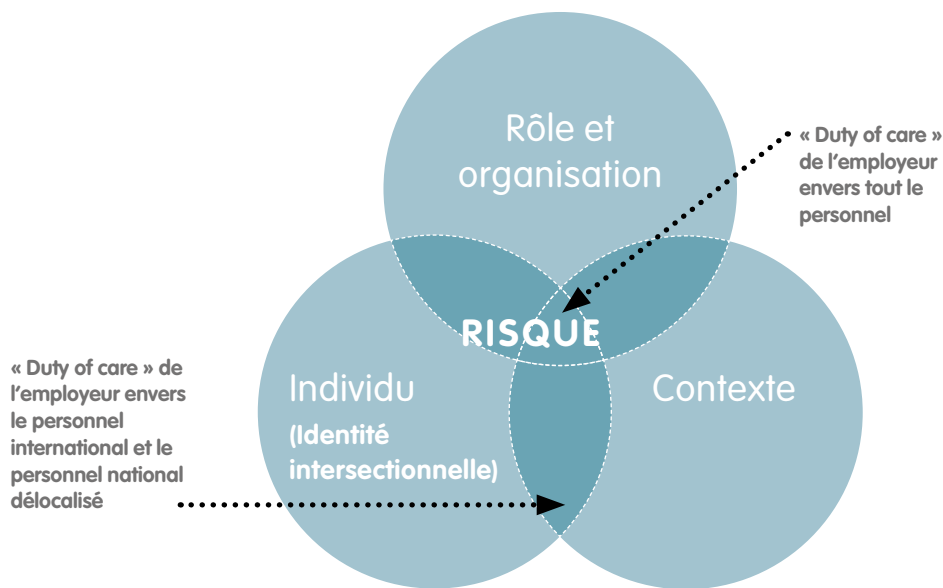 Rôle et
organisation
« Duty of care »
de l’employeur
envers tout le
personnel
RISQUE
« Duty of care » de
l’employeur envers
le personnel
international et le
personnel national
délocalisé
Individu
(Identité
intersectionnelle)
Contexte